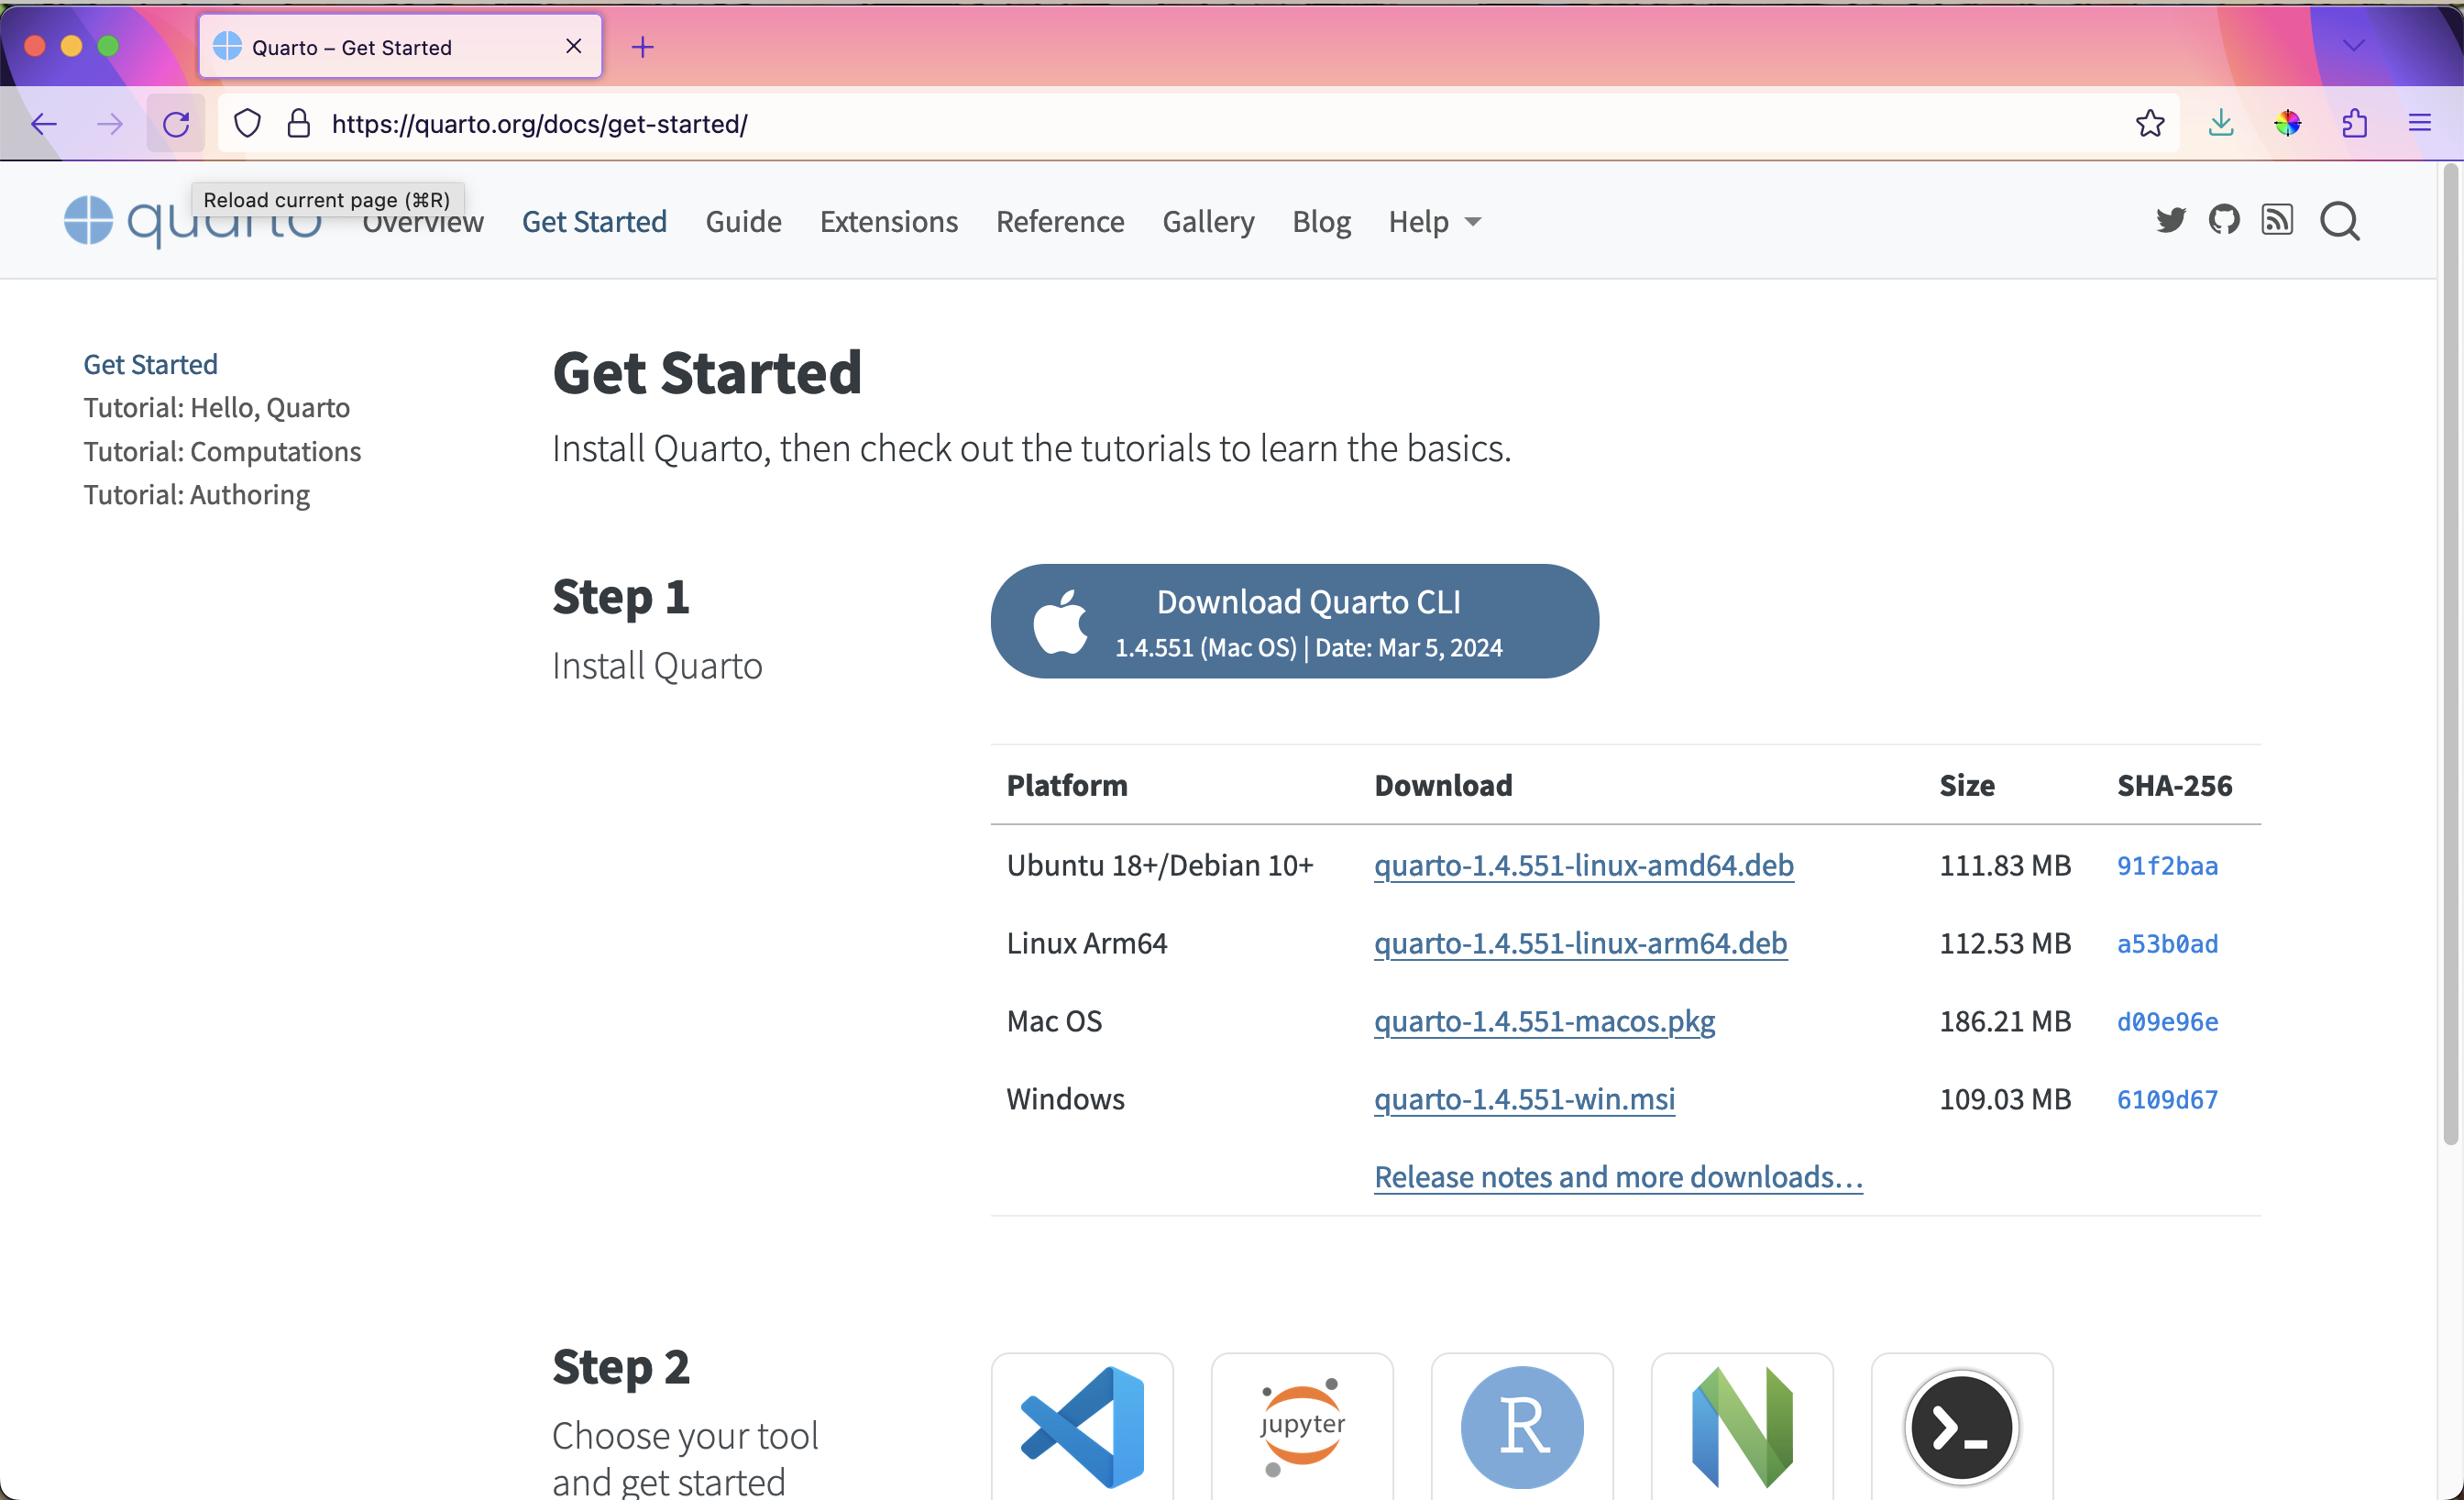 Quarto – Get Started
https://quarto.org/docs/get-started/
Reload current page (⌘R)
quarto Overview Get Started Guide Extensions Reference Gallery Blog Help
Get Started
Tutorial: Hello, Quarto
Tutorial: Computations
Tutorial: Authoring
Get Started
Install Quarto, then check out the tutorials to learn the basics.
Step 1
Install Quarto
Download Quarto CLI
1.4.551 (Mac OS) | Date: Mar 5, 2024
Platform Download Size SHA-256
Ubuntu 18+/Debian 10+ quarto-1.4.551-linux-amd64.deb 111.83 MB 91f2baa
Linux Arm64 quarto-1.4.551-linux-arm64.deb 112.53 MB a53b0ad
Mac OS quarto-1.4.551-macos.pkg 186.21 MB d09e96e
Windows quarto-1.4.551-win.msi 109.03 MB 6109d67
Release notes and more downloads…
Step 2
Choose your tool
and get started
jupyter
R